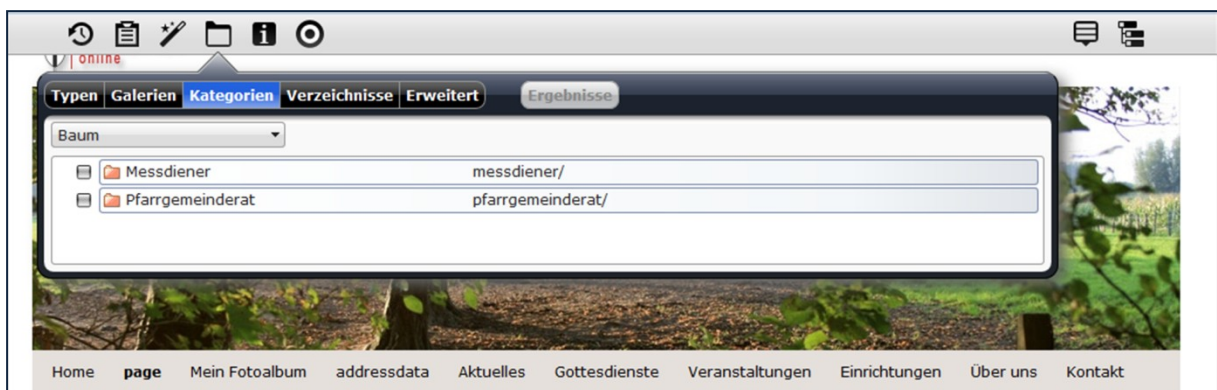 online
Typen Galerien Kategorien Verzeichnisse Erweitert Ergebnisse
Baum
Messdiener messdiener/
Pfarrgemeinderat pfarrgemeinderat/
Home page Mein Fotoalbum addressdata Aktuelles Gottesdienste Veranstaltungen Einrichtungen Über uns Kontakt